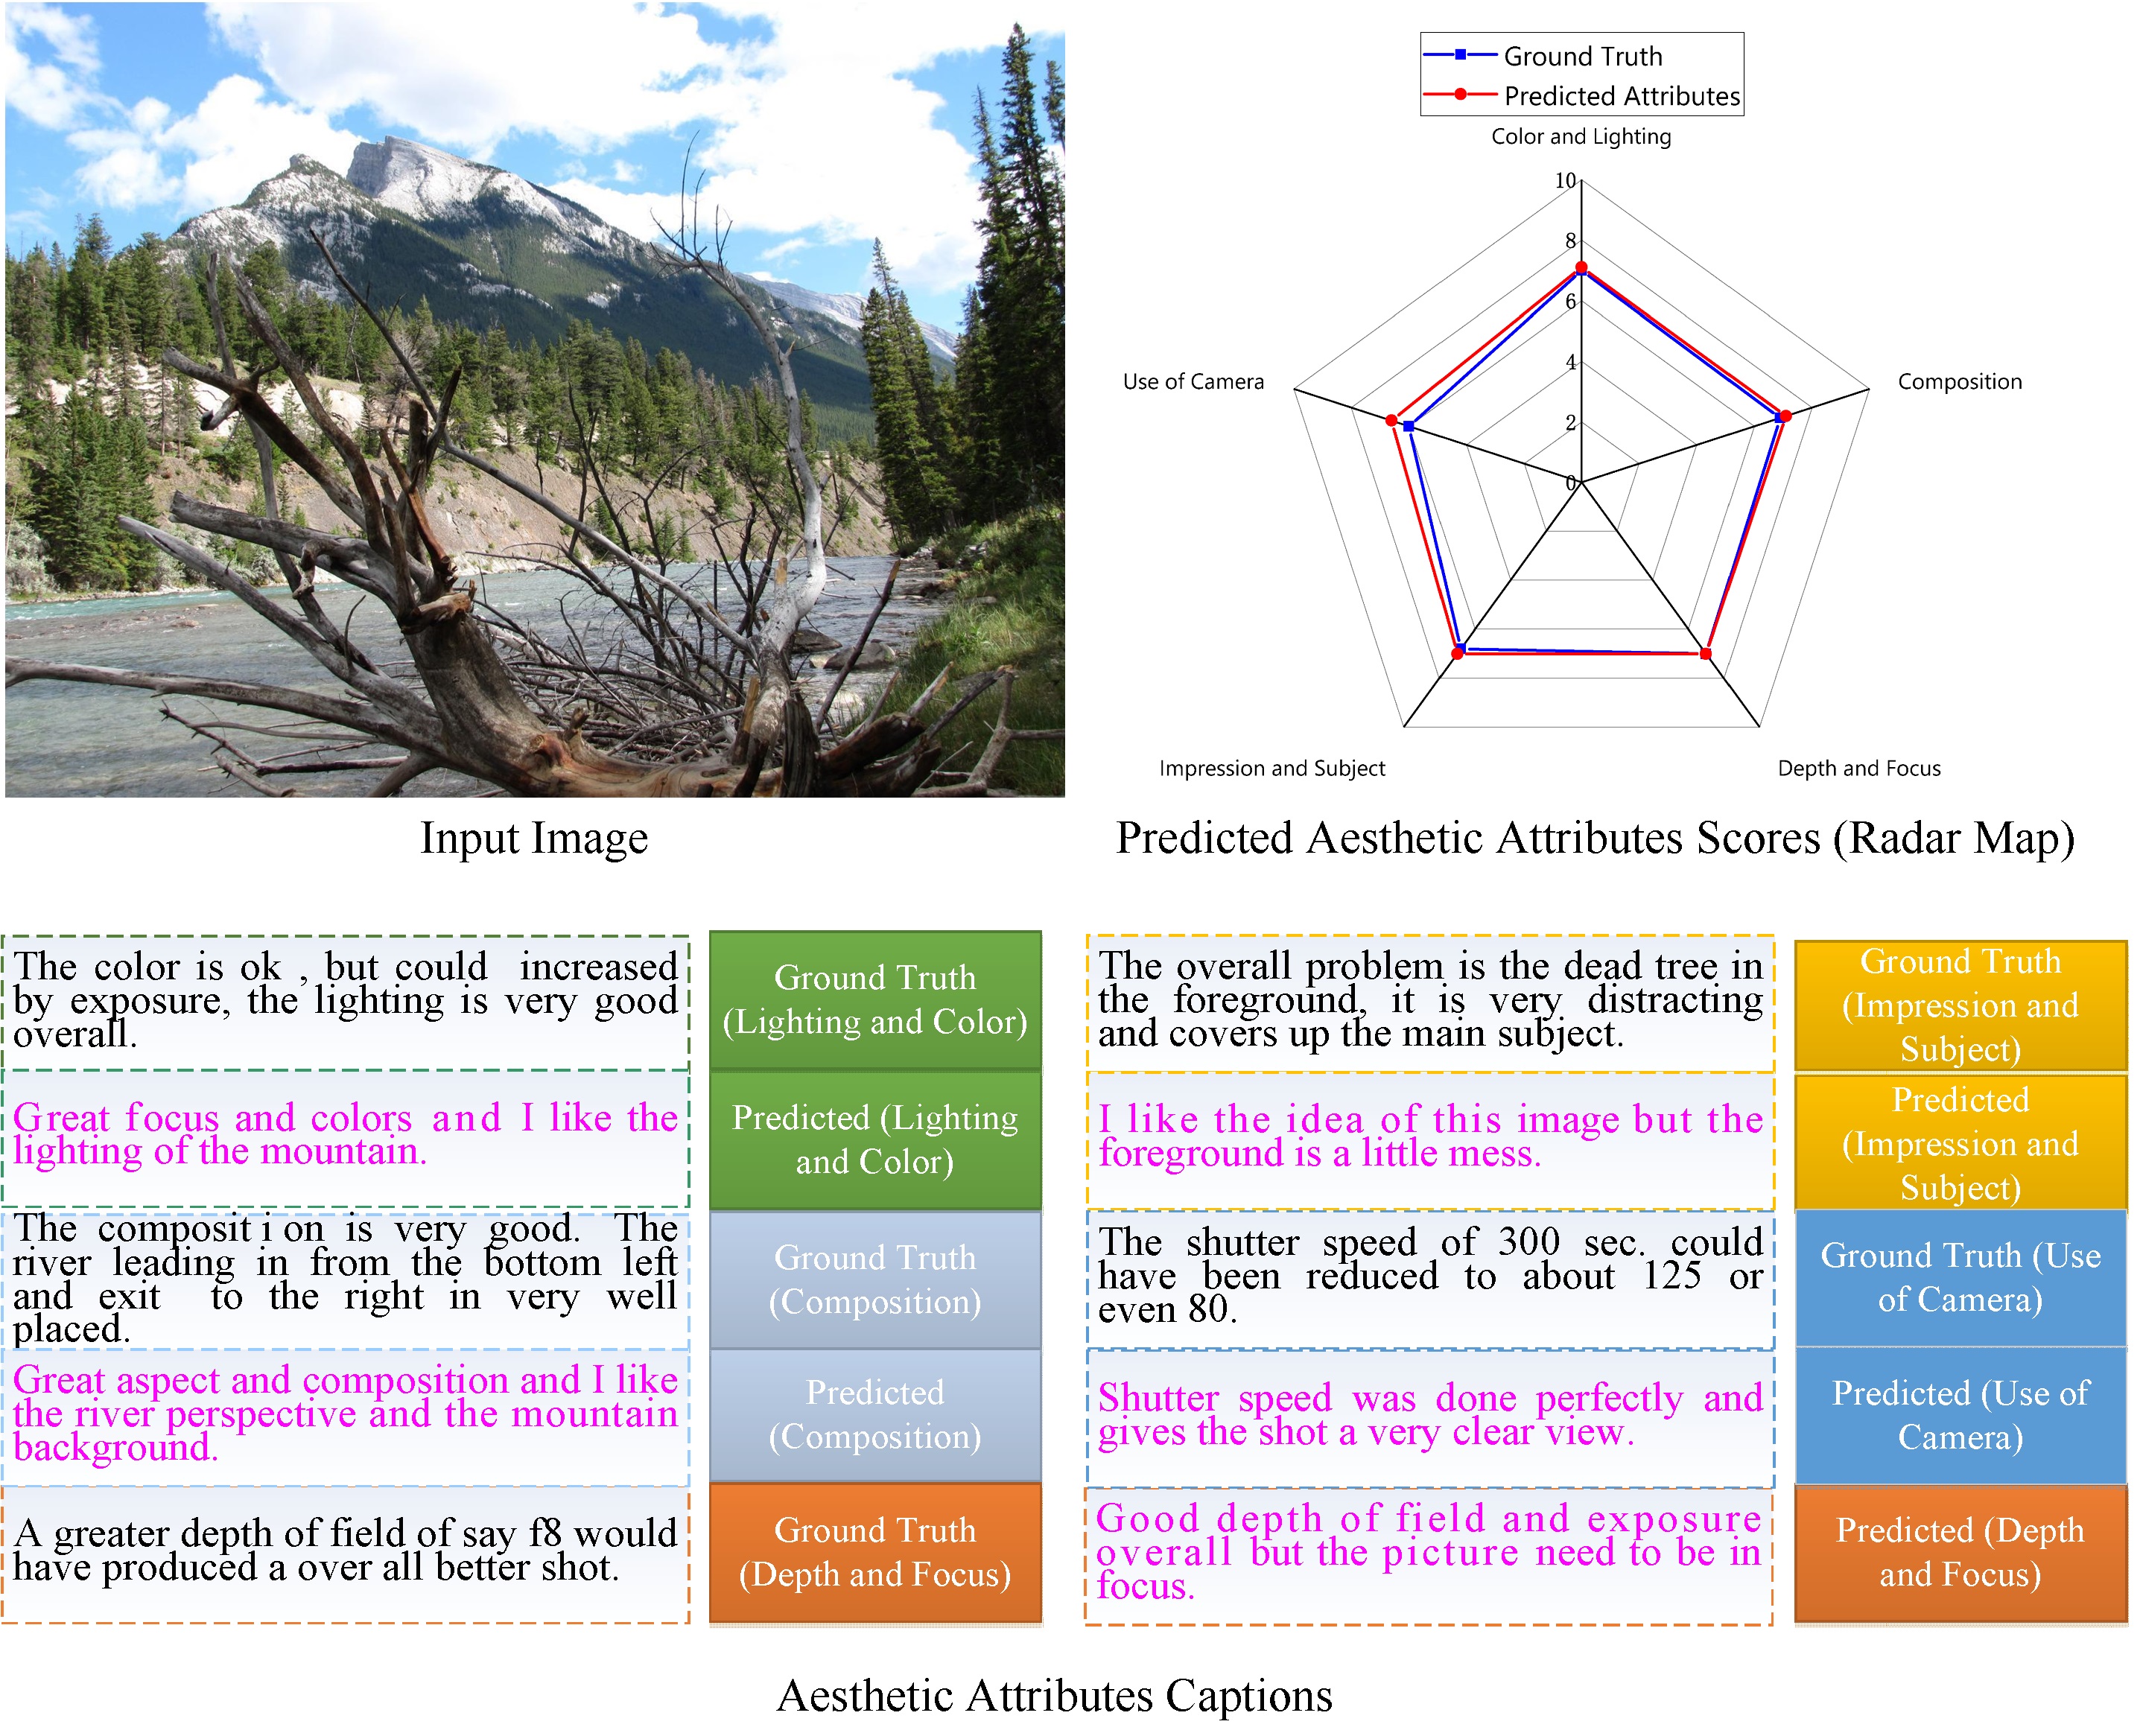 Ground Truth
Predicted Attributes
Color and Lighting
10
8
6
4
2
0
Use of Camera
Composition
Impression and Subject
Depth and Focus
Input Image
Predicted Aesthetic Attributes Scores (Radar Map)
The color is ok , but could increased
by exposure, the lighting is very good
overall.
Ground Truth
(Lighting and Color)
Great focus and colors and I like the
lighting of the mountain.
Predicted (Lighting
and Color)
The composit i on is very good. The
river leading in from the bottom left
and exit to the right in very well
placed.
Ground Truth
(Composition)
Great aspect and composition and I like
the river perspective and the mountain
background.
Predicted
(Composition)
A greater depth of field of say f8 would
have produced a over all better shot.
Ground Truth
(Depth and Focus)
The overall problem is the dead tree in
the foreground, it is very distracting
and covers up the main subject.
Ground Truth
(Impression and
Subject)
I like the idea of this image but the
foreground is a little mess.
Predicted
(Impression and
Subject)
The shutter speed of 300 sec. could
have been reduced to about 125 or
even 80.
Ground Truth (Use
of Camera)
Shutter speed was done perfectly and
gives the shot a very clear view.
Predicted (Use of
Camera)
Good depth of field and exposure
overall but the picture need to be in
focus.
Predicted (Depth
and Focus)
Aesthetic Attributes Captions